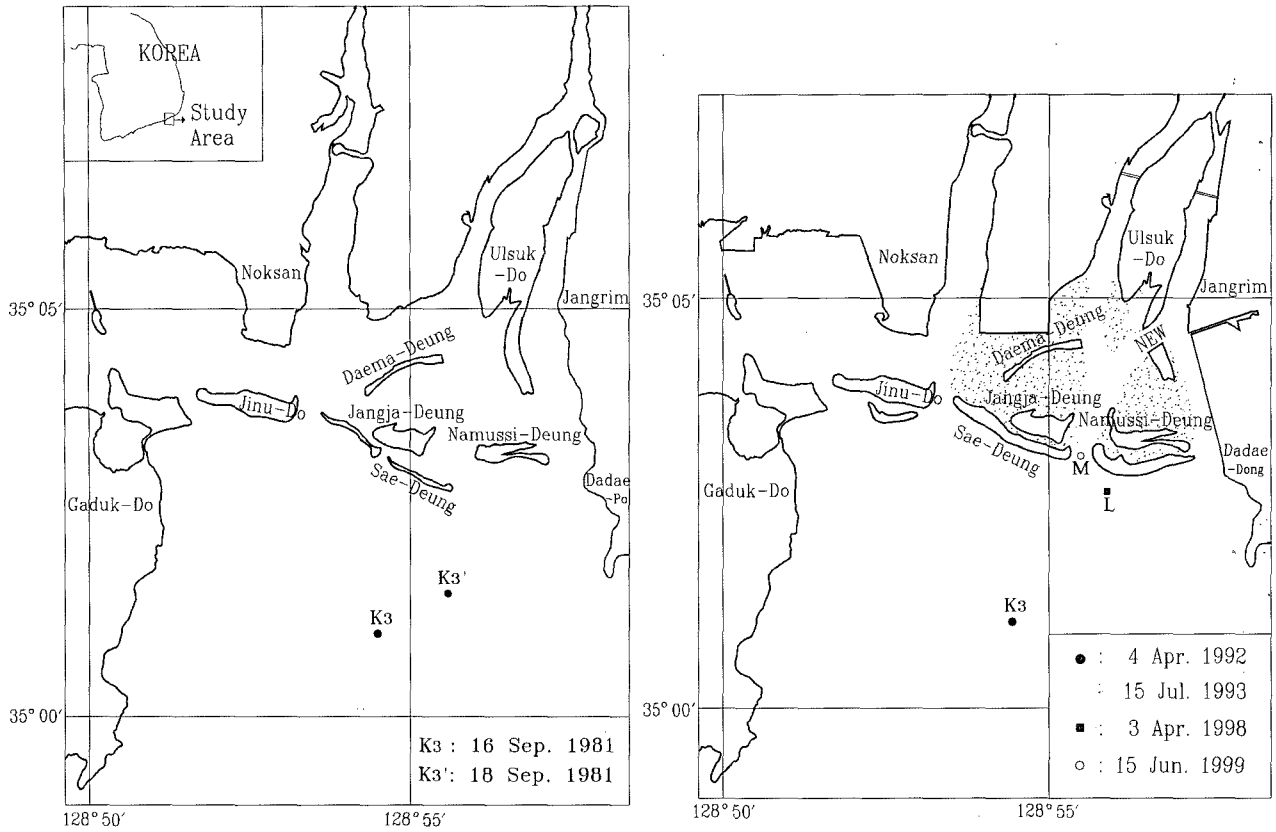 KOREA
Study
Area
Noksan
Ulsuk
-Do
Jangrim
35° 05'
Daema-Deung
Jinu-Do
Jangja-Deung
Namussi-Deung
Sae-Deung
Gaduk-Do
Dadae
-Po
K3'
K3
35° 00'
K3 : 16 Sep. 1981
K3': 18 Sep. 1981
128° 50'
128° 55'
Noksan
Ulsuk
-Do
Jangrim
35° 05'
Daema-Deung
NEW
Jinu-Do
Jangja-Deung
Namussi-Deung
Sae-Deung
M
Dadae
-Dong
Gaduk-Do
L
K3
35° 00'
: 4 Apr. 1992
15 Jul. 1993
: 3 Apr. 1998
: 15 Jun. 1999
128° 50'
128° 55'